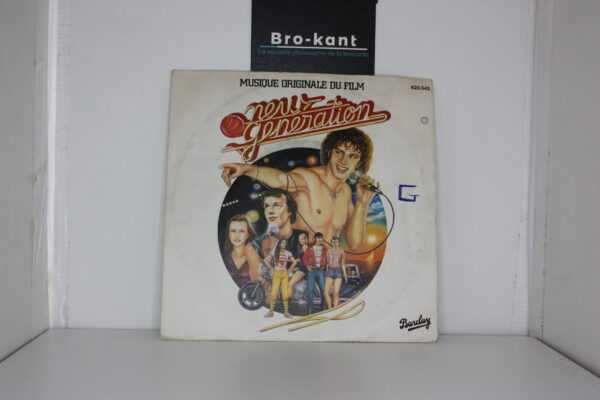 Bro-kant
MUSIQUE ORIGINALE DU FILM
620.545
new
generation
G
Barclay